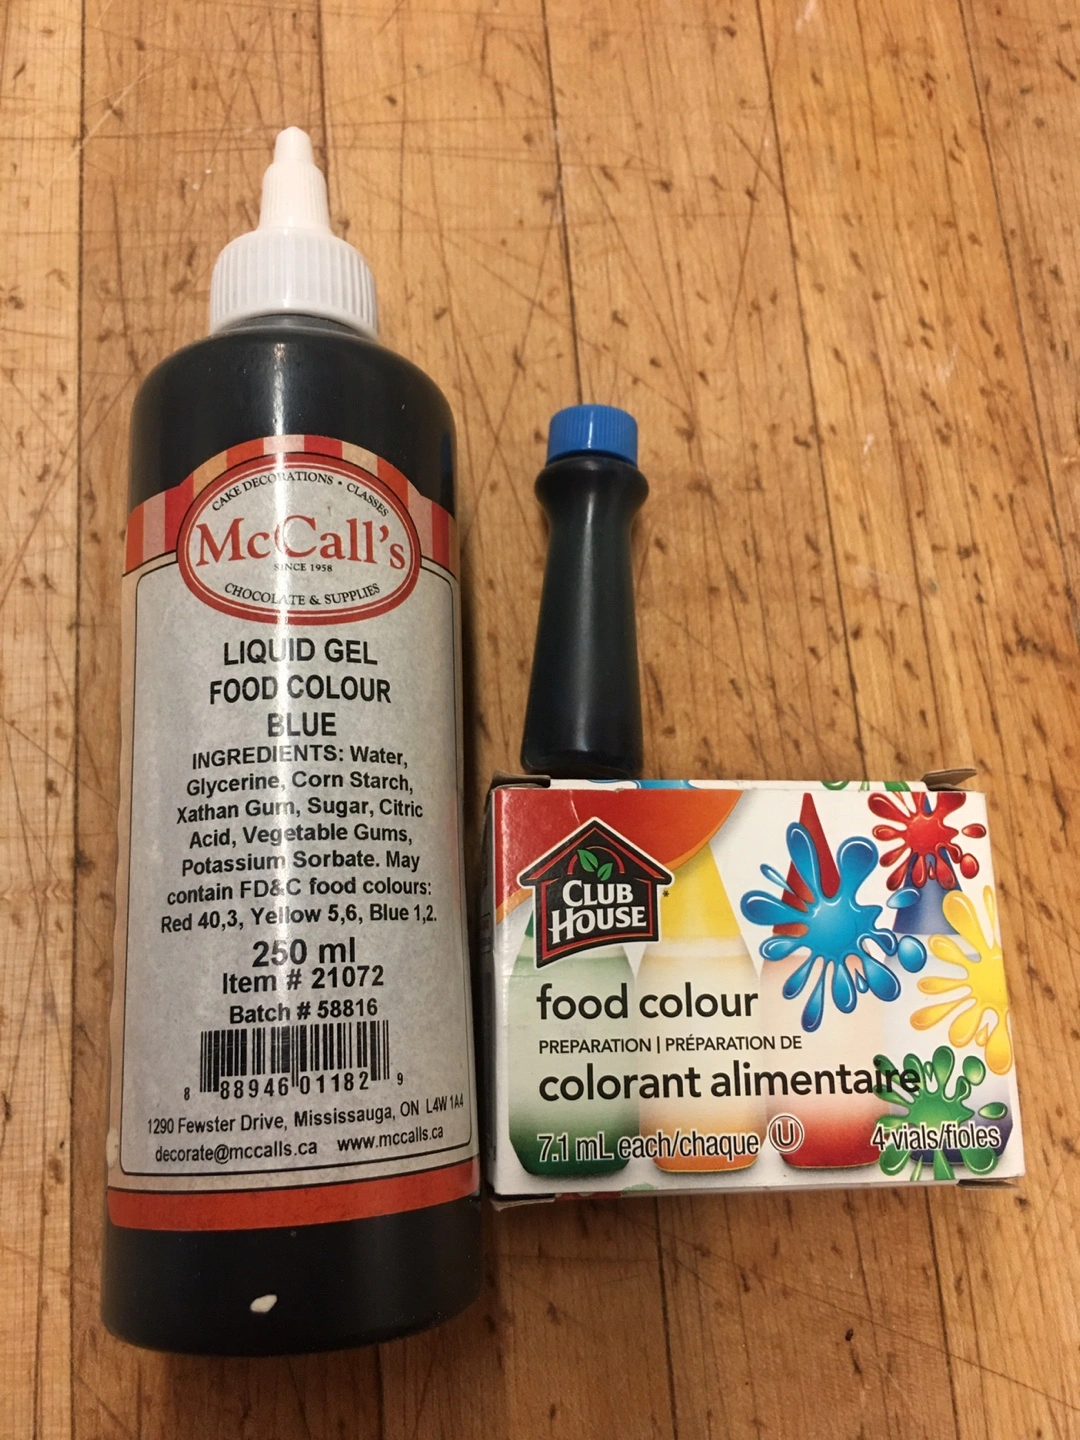 CAKE DECORATIONS • CLASSES
McCall's
SINCE 1958
CHOCOLATE & SUPPLIES
LIQUID GEL
FOOD COLOUR
BLUE
INGREDIENTS: Water,
Glycerine, Corn Starch,
Xathan Gum, Sugar, Citric
Acid, Vegetable Gums,
Potassium Sorbate. May
contain FD&C food colours:
Red 40,3, Yellow 5,6, Blue 1,2.
250 ml
Item # 21072
Batch # 58816
8 88946 01182 9
1290 Fewster Drive, Mississauga, ON L4W 1A4
decorate@mccalls.ca www.mccalls.ca
CLUB
HOUSE
food colour
PREPARATION | PRÉPARATION DE
colorant alimentaire
7.1 mL each/chaque U
4 vials/fioles